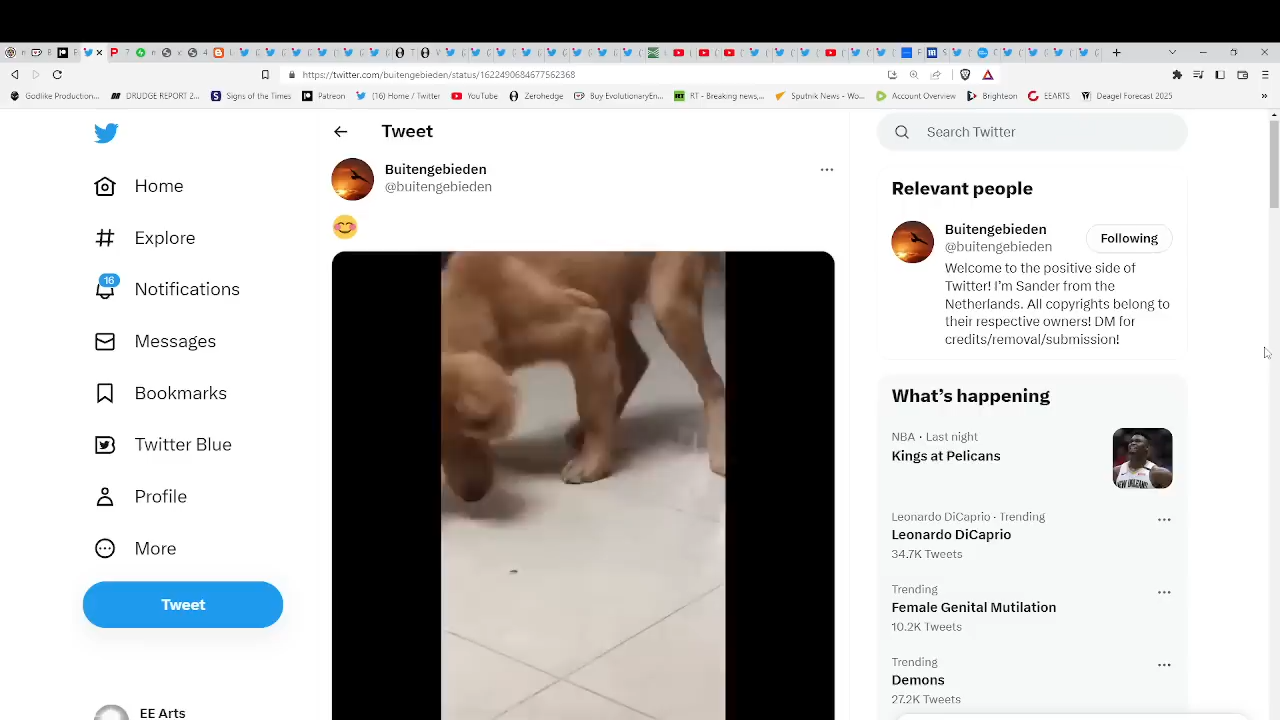 https://twitter.com/buitengebieden/status/1622490684677562368
Godlike Productio...
DRUDGE REPORT 2...
Signs of the Times
Patreon
(16) Home / Twitter
YouTube
Zerohedge
Buy EvolutionaryEn...
RT - Breaking news,...
Sputnik News - Wo...
Account Overview
Brighteon
EEARTS
Deagel Forecast 2025
»
Home
Explore
16
Notifications
Messages
Bookmarks
Twitter Blue
Profile
More
Tweet
EE Arts
Tweet
Buitengebieden
@buitengebieden
Search Twitter
Relevant people
Buitengebieden
@buitengebieden
Following
Welcome to the positive side of
Twitter! I’m Sander from the
Netherlands. All copyrights belong to
their respective owners! DM for
credits/removal/submission!
What’s happening
NBA · Last night
Kings at Pelicans
NEW ORLEANS
Leonardo DiCaprio · Trending
Leonardo DiCaprio
34.7K Tweets
Trending
Female Genital Mutilation
10.2K Tweets
Trending
Demons
27.2K Tweets